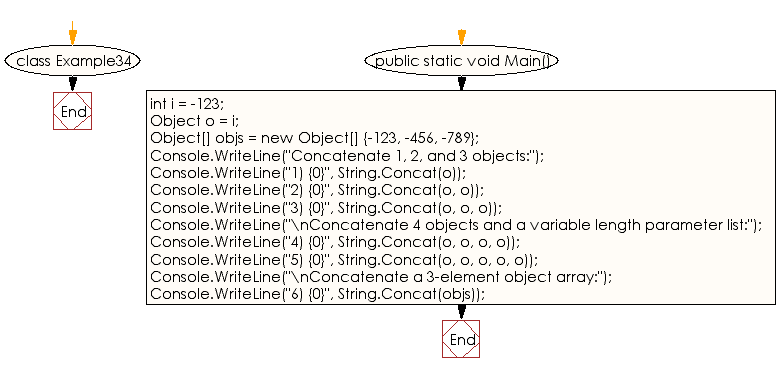 class Example34
End
public static void Main()
int i = -123;
Object o = i;
Object[] objs = new Object[] {-123, -456, -789};
Console.WriteLine("Concatenate 1, 2, and 3 objects:");
Console.WriteLine("1) {0}", String.Concat(o));
Console.WriteLine("2) {0}", String.Concat(o, o));
Console.WriteLine("3) {0}", String.Concat(o, o, o));
Console.WriteLine("\nConcatenate 4 objects and a variable length parameter list:");
Console.WriteLine("4) {0}", String.Concat(o, o, o, o));
Console.WriteLine("5) {0}", String.Concat(o, o, o, o, o));
Console.WriteLine("\nConcatenate a 3-element object array:");
Console.WriteLine("6) {0}", String.Concat(objs));
End